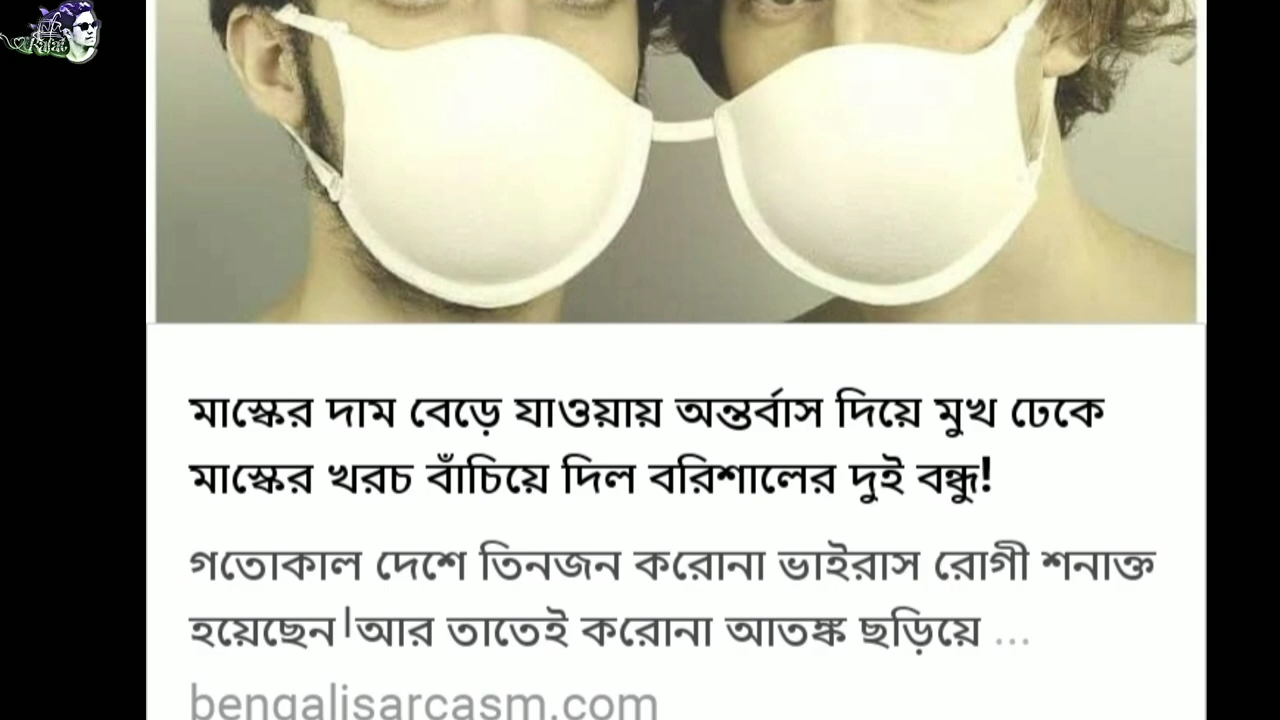 মাস্কের দাম বেড়ে যাওয়ায় অন্তর্বাস দিয়ে মুখ ঢেকে
মাস্কের খরচ বাঁচিয়ে দিল বরিশালের দুই বন্ধু!
গতোকাল দেশে তিনজন করোনা ভাইরাস রোগী শনাক্ত
হয়েছেন।আর তাতেই করোনা আতঙ্ক ছড়িয়ে ...
bengalisarcasm.com